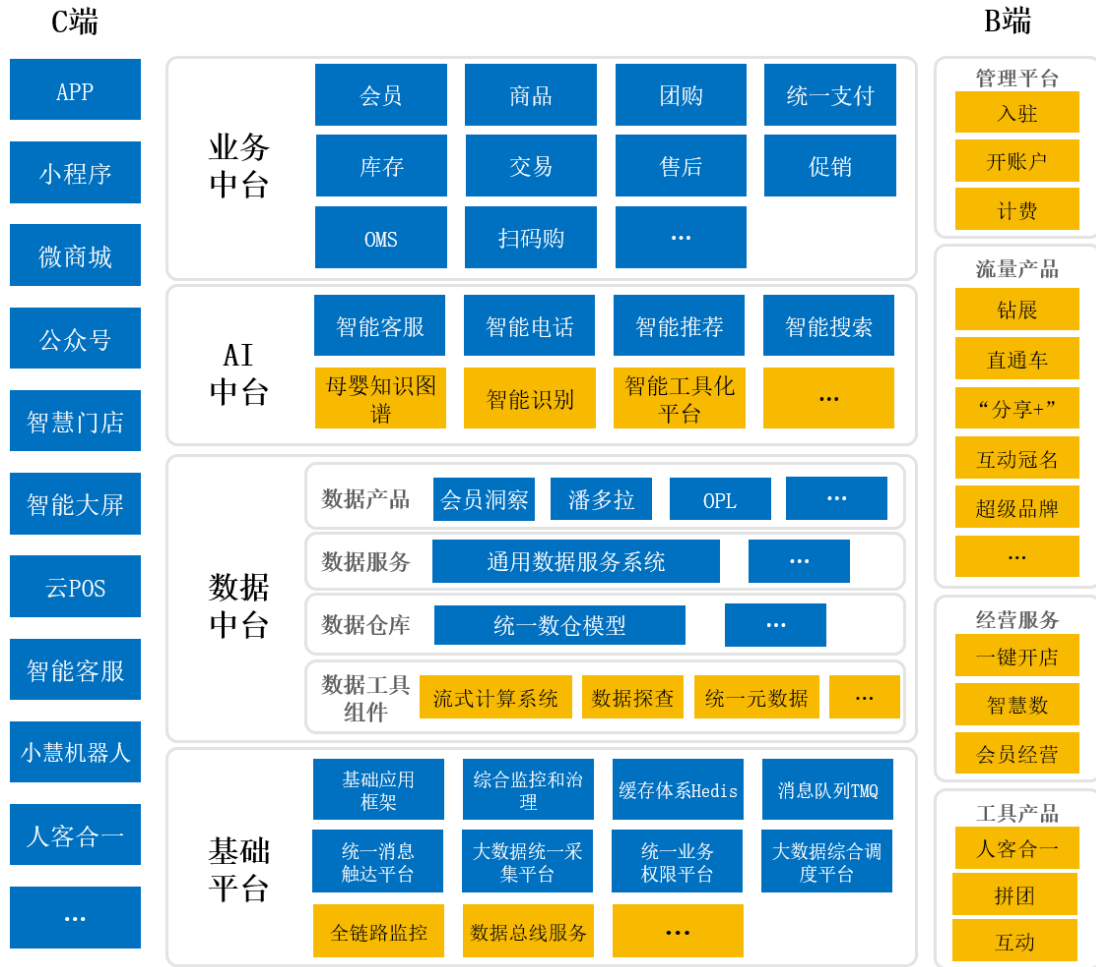 C端
APP
小程序
微商城
公众号
智慧门店
智能大屏
云POS
智能客服
小慧机器人
人客合一
…
业务
中台
会员
商品
团购
统一支付
库存
交易
售后
促销
OMS
扫码购
…
AI
中台
智能客服
智能电话
智能推荐
智能搜索
母婴知识图
谱
智能识别
智能工具化
平台
…
数据
中台
数据产品
会员洞察
潘多拉
OPL
…
数据服务
通用数据服务系统
…
数据仓库
统一数仓模型
…
数据工具
组件
流式计算系统
数据探查
统一元数据
…
基础
平台
基础应用
框架
综合监控和治
理
缓存体系Hedis
消息队列TMQ
统一消息
触达平台
大数据统一采
集平台
统一业务
权限平台
大数据综合调
度平台
全链路监控
数据总线服务
…
B端
管理平台
入驻
开账户
计费
流量产品
钻展
直通车
“分享+”
互动冠名
超级品牌
…
经营服务
一键开店
智慧数
会员经营
工具产品
人客合一
拼团
互动